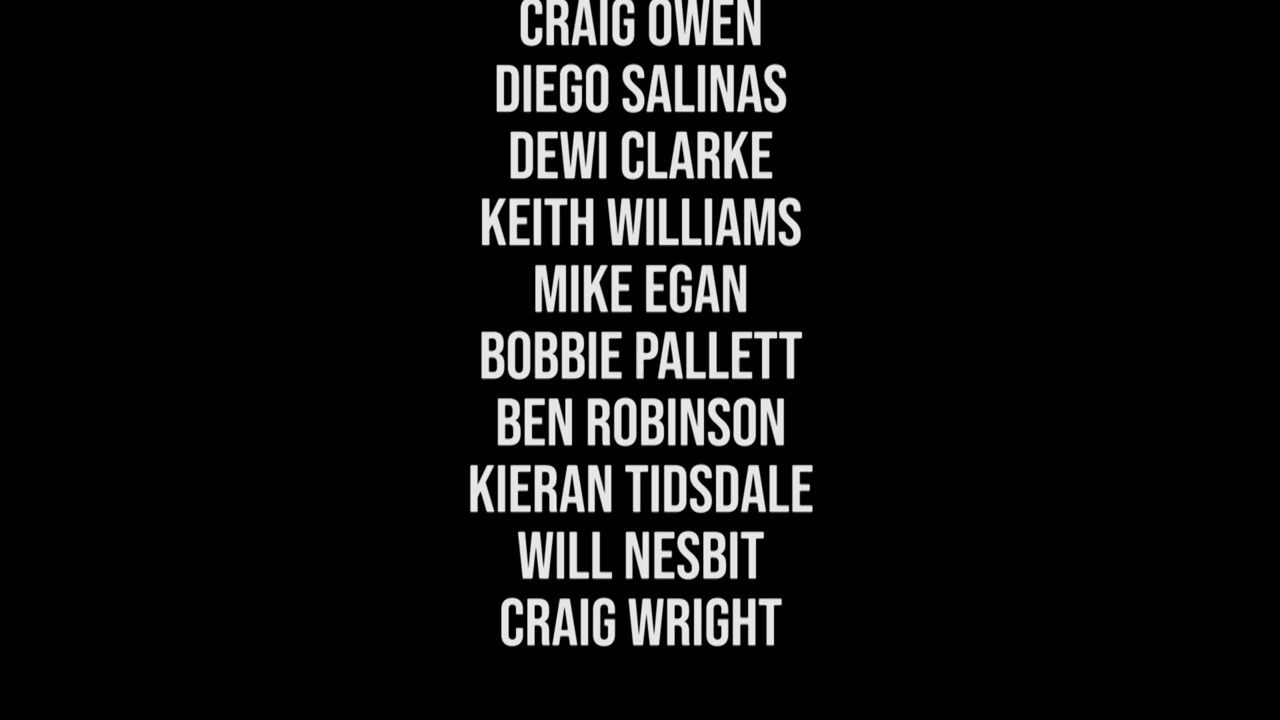 CRAIG OWEN
DIEGO SALINAS
DEWI CLARKE
KEITH WILLIAMS
MIKE EGAN
BOBBIE PALLETT
BEN ROBINSON
KIERAN TIDSDALE
WILL NESBIT
CRAIG WRIGHT